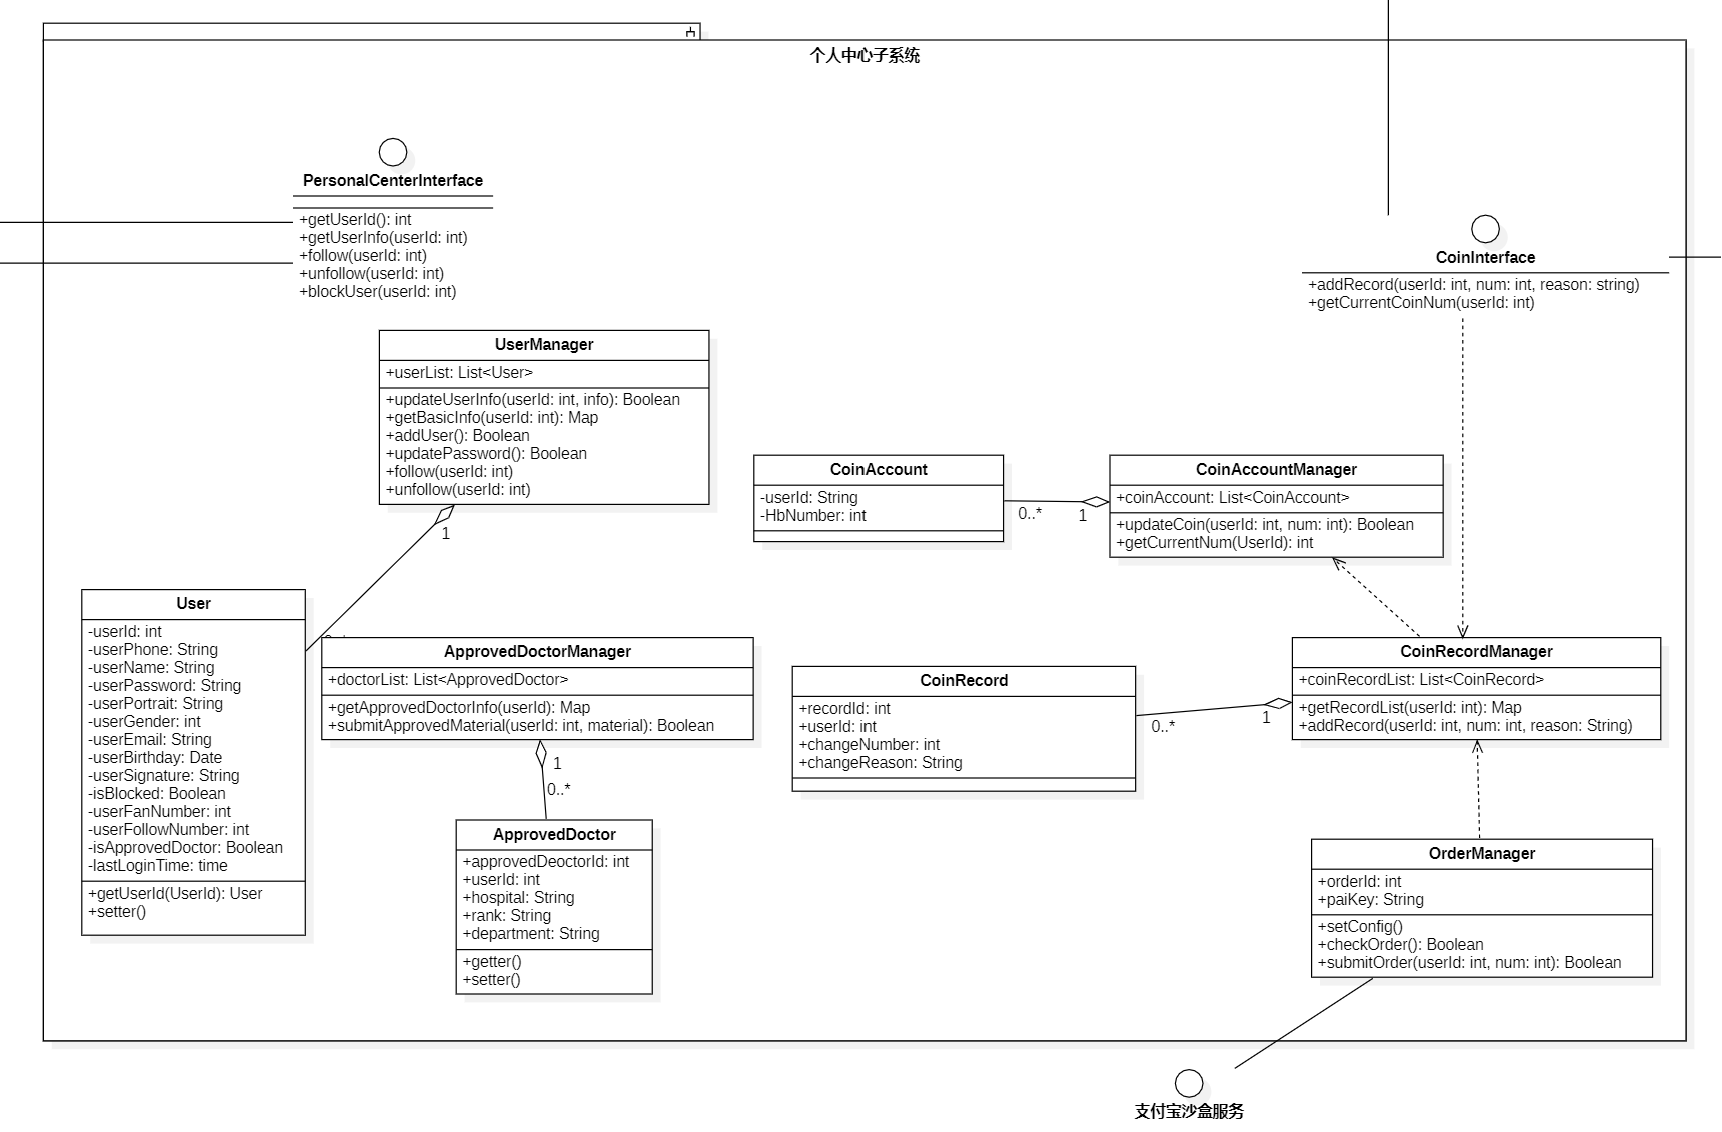 个人中心子系统
PersonalCenterInterface
+getUserId(): int
+getUserInfo(userId: int)
+follow(userId: int)
+unfollow(userId: int)
+blockUser(userId: int)
CoinInterface
+addRecord(userId: int, num: int, reason: string)
+getCurrentCoinNum(userId: int)
UserManager
+userList: List<User>
+updateUserInfo(userId: int, info): Boolean
+getBasicInfo(userId: int): Map
+addUser(): Boolean
+updatePassword(): Boolean
+follow(userId: int)
+unfollow(userId: int)
1
CoinAccount
-userId: String
-HbNumber: int
0..*
1
CoinAccountManager
+coinAccount: List<CoinAccount>
+updateCoin(userId: int, num: int): Boolean
+getCurrentNum(UserId): int
User
-userId: int
-userPhone: String
-userName: String
-userPassword: String
-userPortrait: String
-userGender: int
-userEmail: String
-userBirthday: Date
-userSignature: String
-isBlocked: Boolean
-userFanNumber: int
-userFollowNumber: int
-isApprovedDoctor: Boolean
-lastLoginTime: time
+getUserId(UserId): User
+setter()
ApprovedDoctorManager
+doctorList: List<ApprovedDoctor>
+getApprovedDoctorInfo(userId): Map
+submitApprovedMaterial(userId: int, material): Boolean
1
0..*
ApprovedDoctor
+approvedDeoctorId: int
+userId: int
+hospital: String
+rank: String
+department: String
+getter()
+setter()
CoinRecord
+recordId: int
+userId: int
+changeNumber: int
+changeReason: String
0..*
1
CoinRecordManager
+coinRecordList: List<CoinRecord>
+getRecordList(userId: int): Map
+addRecord(userId: int, num: int, reason: String)
OrderManager
+orderId: int
+paiKey: String
+setConfig()
+checkOrder(): Boolean
+submitOrder(userId: int, num: int): Boolean
支付宝沙盒服务